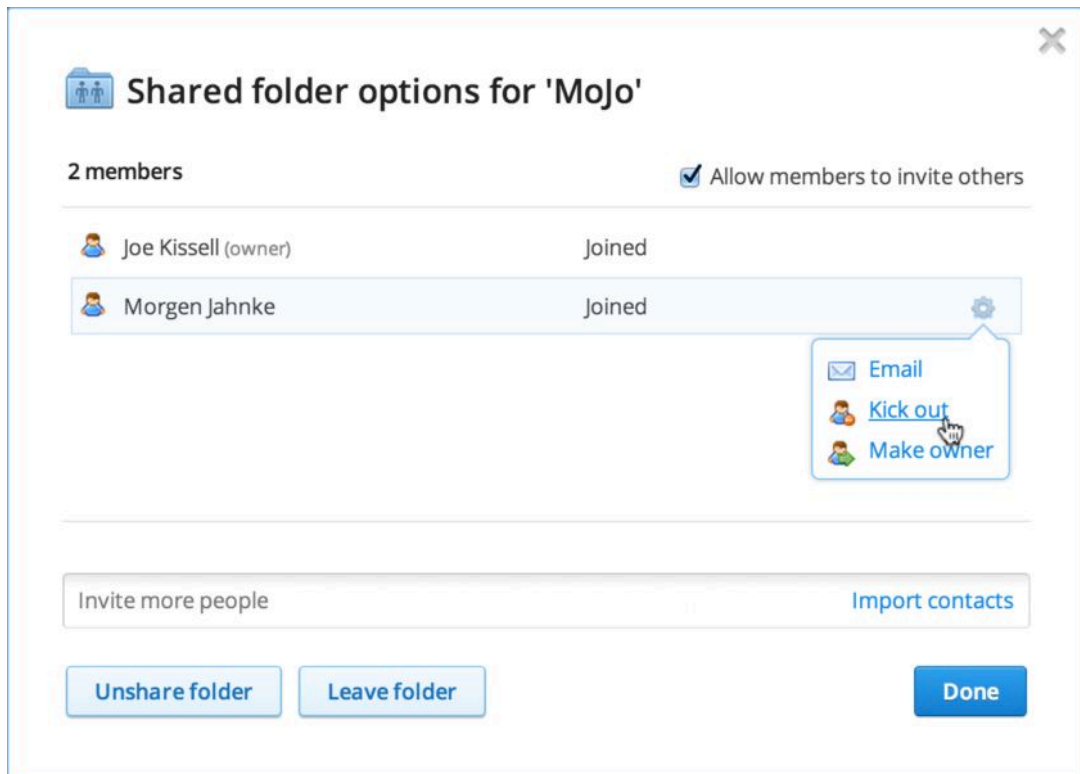 Shared folder options for 'MoJo'
2 members
Allow members to invite others
Joe Kissell (owner) Joined
Morgen Jahnke Joined
Email
Kick out
Make owner
Invite more people Import contacts
Unshare folder Leave folder Done